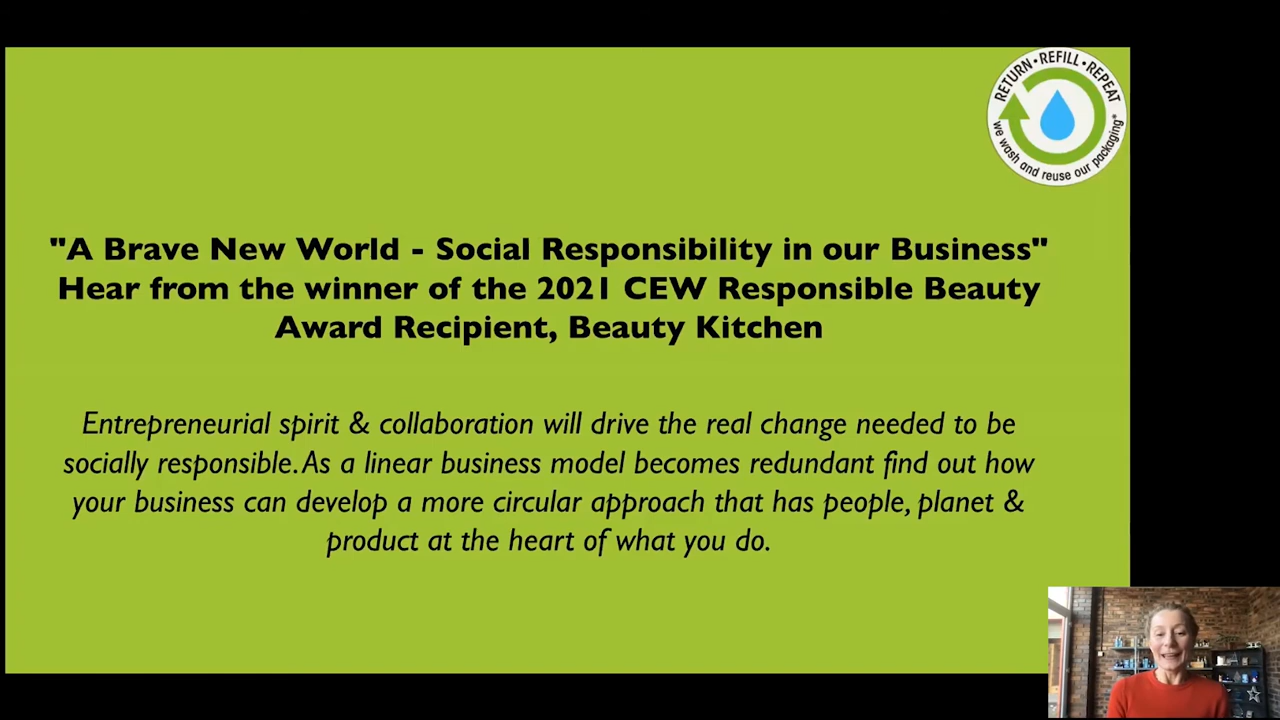 RETURN • REFILL • REPEAT
we wash and reuse our packaging*
"A Brave New World - Social Responsibility in our Business"
Hear from the winner of the 2021 CEW Responsible Beauty
Award Recipient, Beauty Kitchen
Entrepreneurial spirit & collaboration will drive the real change needed to be
socially responsible. As a linear business model becomes redundant find out how
your business can develop a more circular approach that has people, planet &
product at the heart of what you do.